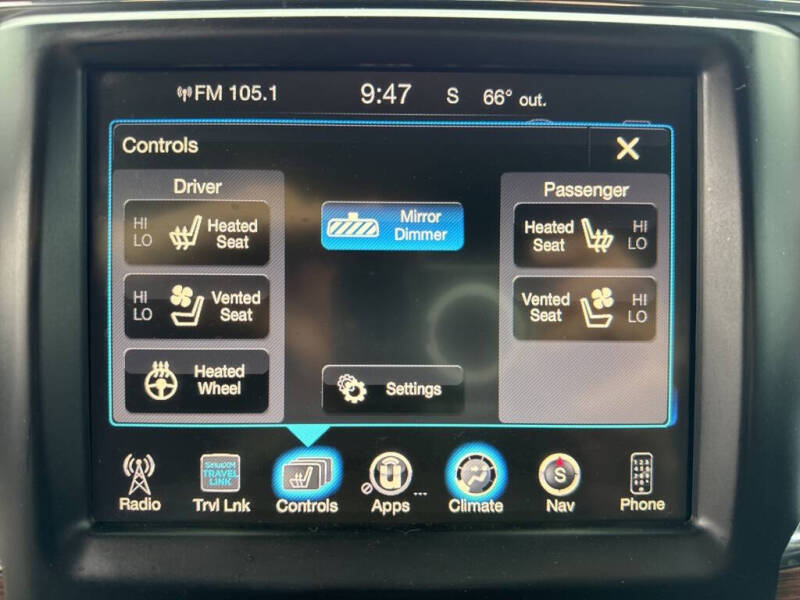 FM 105.1 9:47 S 66° out.
Controls
Driver
Passenger
HI
LO
Heated
Seat
Mirror
Dimmer
Heated
Seat
HI
LO
HI
LO
Vented
Seat
Vented
Seat
HI
LO
Heated
Wheel
Settings
SiriusXM
TRAVEL
LINK
S
Radio Trvl Lnk Controls Apps ... Climate Nav Phone